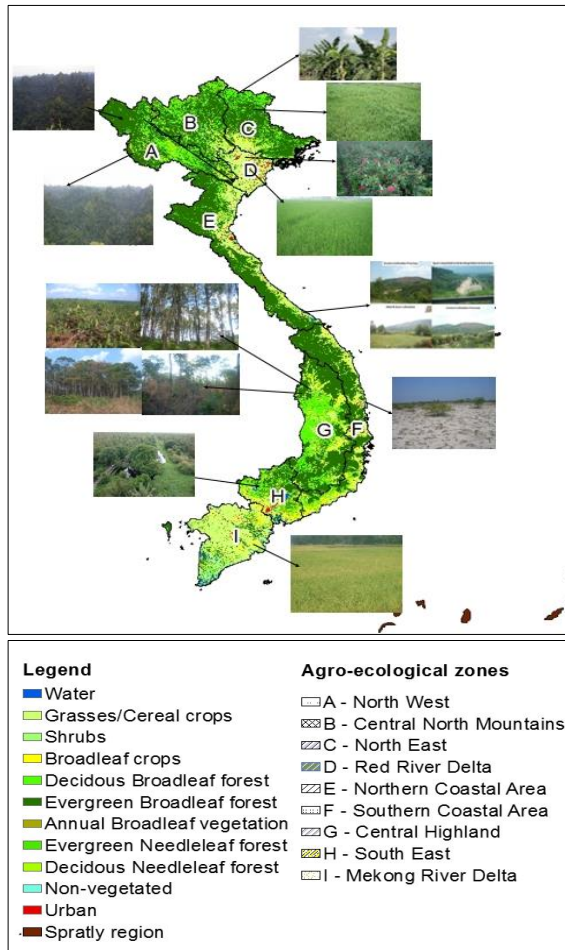 A
B
C
D
E
F
G
H
I
Legend
Water
Grasses/Cereal crops
Shrubs
Broadleaf crops
Decidous Broadleaf forest
Evergreen Broadleaf forest
Annual Broadleaf vegetation
Evergreen Needleleaf forest
Decidous Needleleaf forest
Non-vegetated
Urban
Spratly region
Agro-ecological zones
A - North West
B - Central North Mountains
C - North East
D - Red River Delta
E - Northern Coastal Area
F - Southern Coastal Area
G - Central Highland
H - South East
I - Mekong River Delta